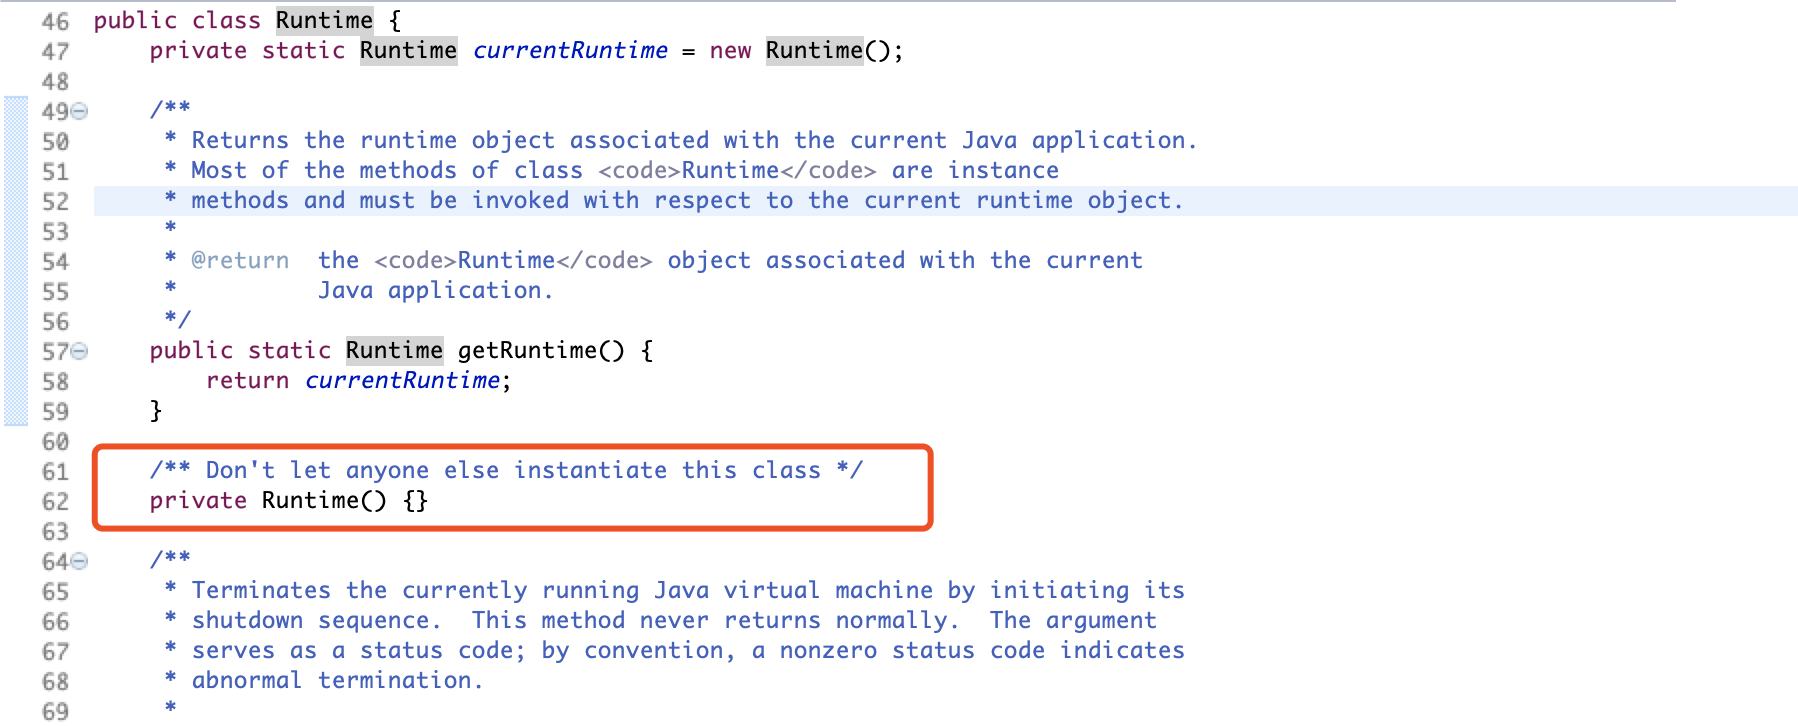 46 public class Runtime {
47     private static Runtime currentRuntime = new Runtime();
48
49     /**
50      * Returns the runtime object associated with the current Java application.
51      * Most of the methods of class <code>Runtime</code> are instance
52      * methods and must be invoked with respect to the current runtime object.
53      *
54      * @return  the <code>Runtime</code> object associated with the current
55      *          Java application.
56      */
57     public static Runtime getRuntime() {
58         return currentRuntime;
59     }
60
61     /** Don't let anyone else instantiate this class */
62     private Runtime() {}
63
64     /**
65      * Terminates the currently running Java virtual machine by initiating its
66      * shutdown sequence.  This method never returns normally.  The argument
67      * serves as a status code; by convention, a nonzero status code indicates
68      * abnormal termination.
69      *